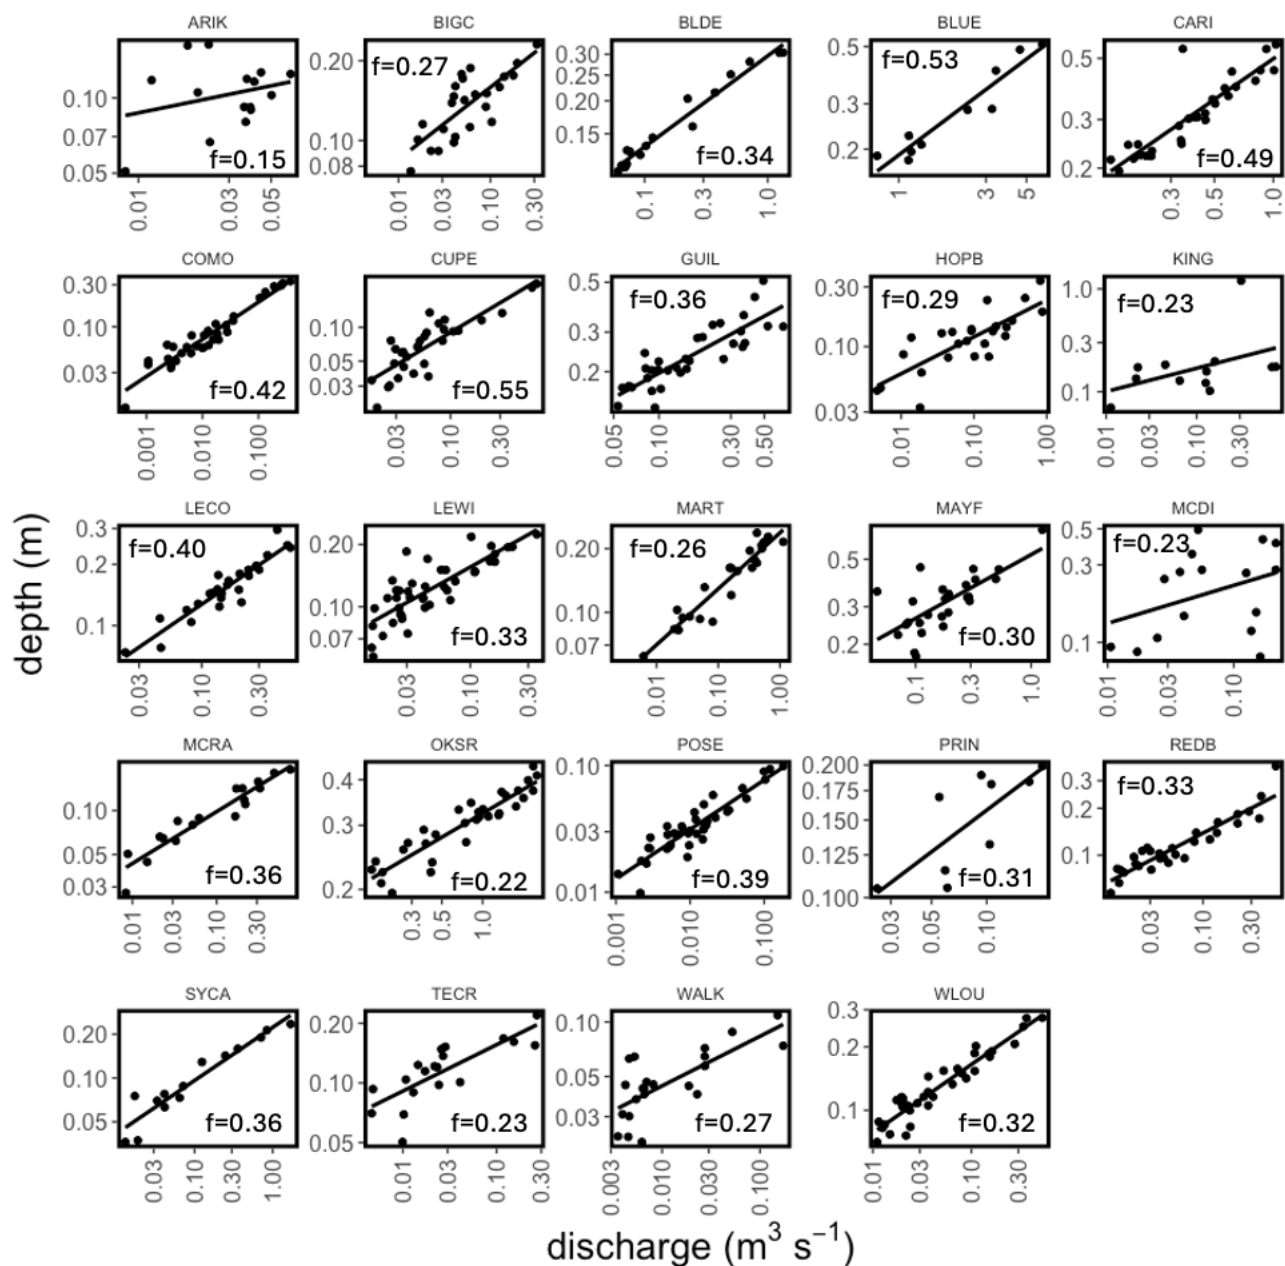 ARIK BIGC BLDE BLUE CARI
0.10
0.07
0.05
f=0.15
0.01 0.03 0.05
0.20
0.10
0.08
f=0.27
0.01 0.03 0.10 0.30
0.30
0.25
0.20
0.15
f=0.34
0.1 0.3 1.0
0.5
0.3
0.2
f=0.53
1 3 5
0.5
0.3
0.2
f=0.49
0.3 0.5 1.0
COMO CUPE GUIL HOPB KING
0.30
0.10
0.03
f=0.42
0.001 0.010 0.100
0.10
0.05
0.03
f=0.55
0.03 0.10 0.30
0.5
0.3
0.2
f=0.36
0.05 0.10 0.30 0.50
0.30
0.10
0.03
f=0.29
0.01 0.10 1.00
1.0
0.3
0.1
f=0.23
0.01 0.03 0.10 0.30
depth (m)
LECO LEWI MART MAYF MCDI
0.3
0.2
0.1
f=0.40
0.03 0.10 0.30
0.20
0.10
0.07
f=0.33
0.03 0.10 0.30
0.20
0.10
0.07
f=0.26
0.01 0.10 1.00
0.5
0.3
0.2
f=0.30
0.1 0.3 1.0
0.5
0.3
0.1
f=0.23
0.01 0.03 0.10
MCRA OKSR POSE PRIN REDB
0.10
0.05
0.03
f=0.36
0.01 0.03 0.10 0.30
0.4
0.3
0.2
f=0.22
0.3 0.5 1.0
0.10
0.03
0.01
f=0.39
0.001 0.010 0.100
0.200
0.175
0.150
0.125
0.100
f=0.31
0.03 0.05 0.10
0.3
0.2
0.1
f=0.33
0.03 0.10 0.30
SYCA TECR WALK WLOU
0.20
0.10
0.05
f=0.36
0.03 0.10 0.30 1.00
0.20
0.10
0.05
f=0.23
0.01 0.03 0.10 0.30
0.10
0.05
0.03
f=0.27
0.003 0.010 0.030 0.100
0.3
0.2
0.1
f=0.32
0.01 0.03 0.10 0.30
discharge (m³ s⁻¹)